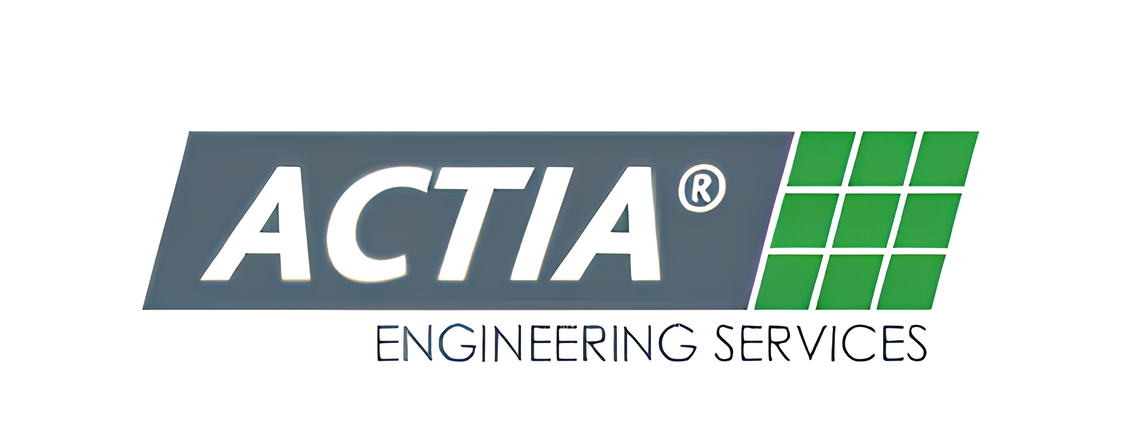 ACTIA®
ENGINEERING SERVICES